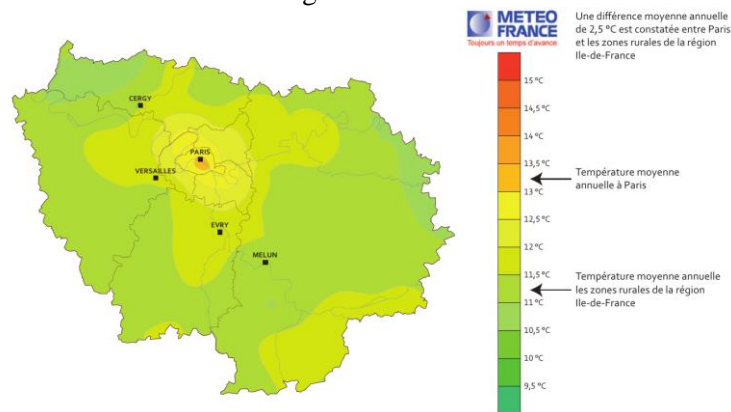 METEO
FRANCE
Toujours un temps d'avance
Une différence moyenne annuelle
de 2,5 °C est constatée entre Paris
et les zones rurales de la région
Ile-de-France
CERGY
PARIS
VERSAILLES
EVRY
MELUN
15 °C
14,5 °C
14 °C
13,5 °C
13 °C
12,5 °C
12 °C
11,5 °C
11 °C
10,5 °C
10 °C
9,5 °C
Température moyenne
annuelle à Paris
Température moyenne annuelle
les zones rurales de la région
Ile-de-France